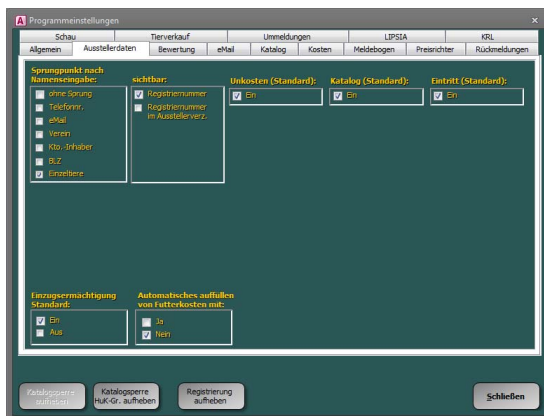 Programmeinstellungen
Schau Tierverkauf Ummeldungen LIPSIA KRL
Allgemein Ausstellerdaten Bewertung eMail Katalog Kosten Meldebogen Preisrichter Rückmeldungen
Sprungpunkt nach
Namenseingabe:
ohne Sprung
Telefonnr.
eMail
Verein
Kto.-Inhaber
BLZ
Einzeltiere
sichtbar:
Registriernummer
Registriernummer
im Ausstellerverz.
Unkosten (Standard):
Ein
Katalog (Standard):
Ein
Eintritt (Standard):
Ein
Einzugsermächtigung
Standard:
Ein
Aus
Automatisches auffüllen
von Futterkosten mit:
Ja
Nein
Katalogsperre
aufheben
Katalogsperre
HuK-Gr. aufheben
Registrierung
aufheben
Schließen